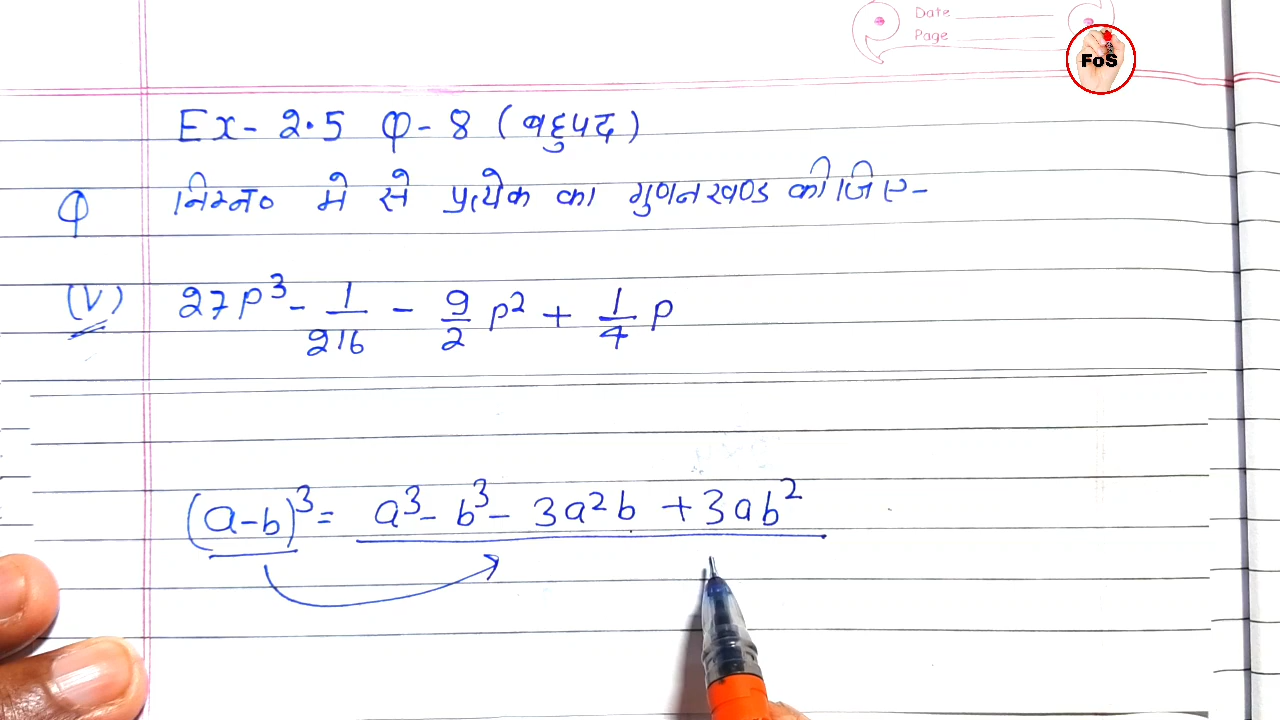 Date
Page
FoS
Ex - 2.5 Q - 8 (बहुपद)
Q निम्न० मे से प्रत्येक का गुणनखण्ड कीजिए -
(V) 27P³ - 1/216 - 9/2 P² + 1/4 P
(a-b)³ = a³ - b³ - 3a²b + 3ab²